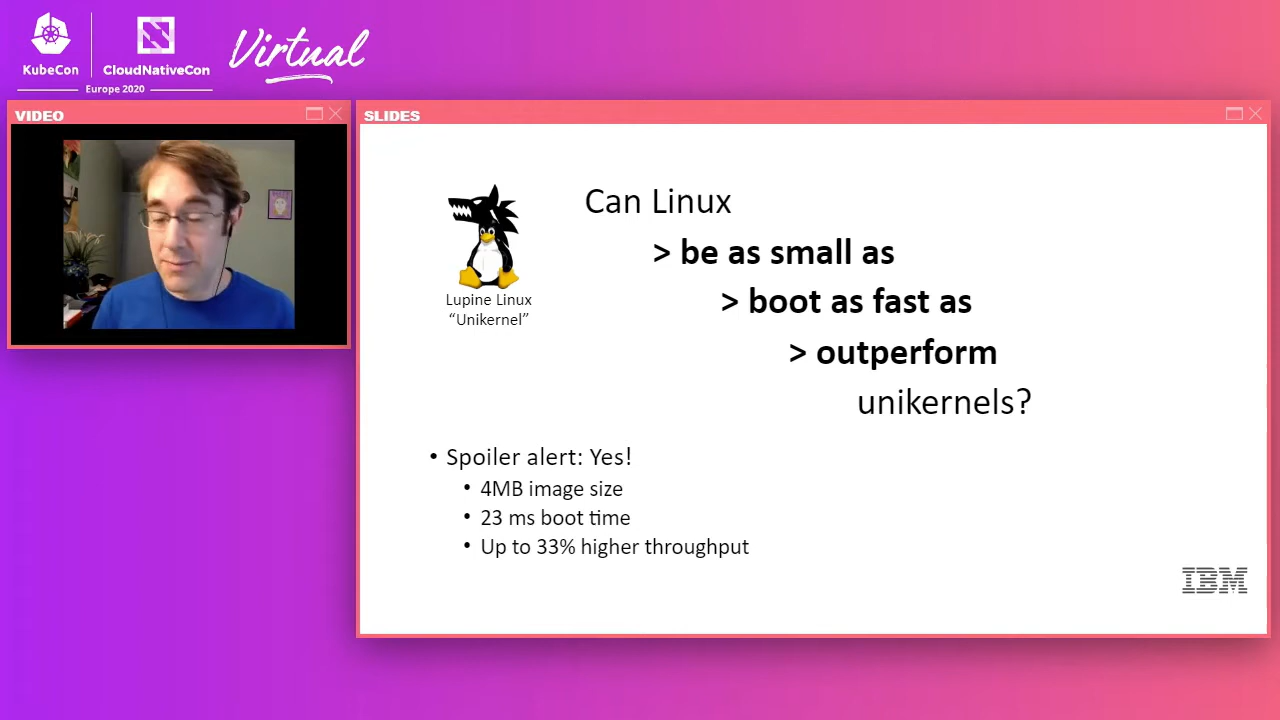 KubeCon
CloudNativeCon
Europe 2020
Virtual
VIDEO
SLIDES
Lupine Linux
“Unikernel”
Can Linux
> be as small as
> boot as fast as
> outperform
unikernels?
• Spoiler alert: Yes!
• 4MB image size
• 23 ms boot time
• Up to 33% higher throughput
IBM